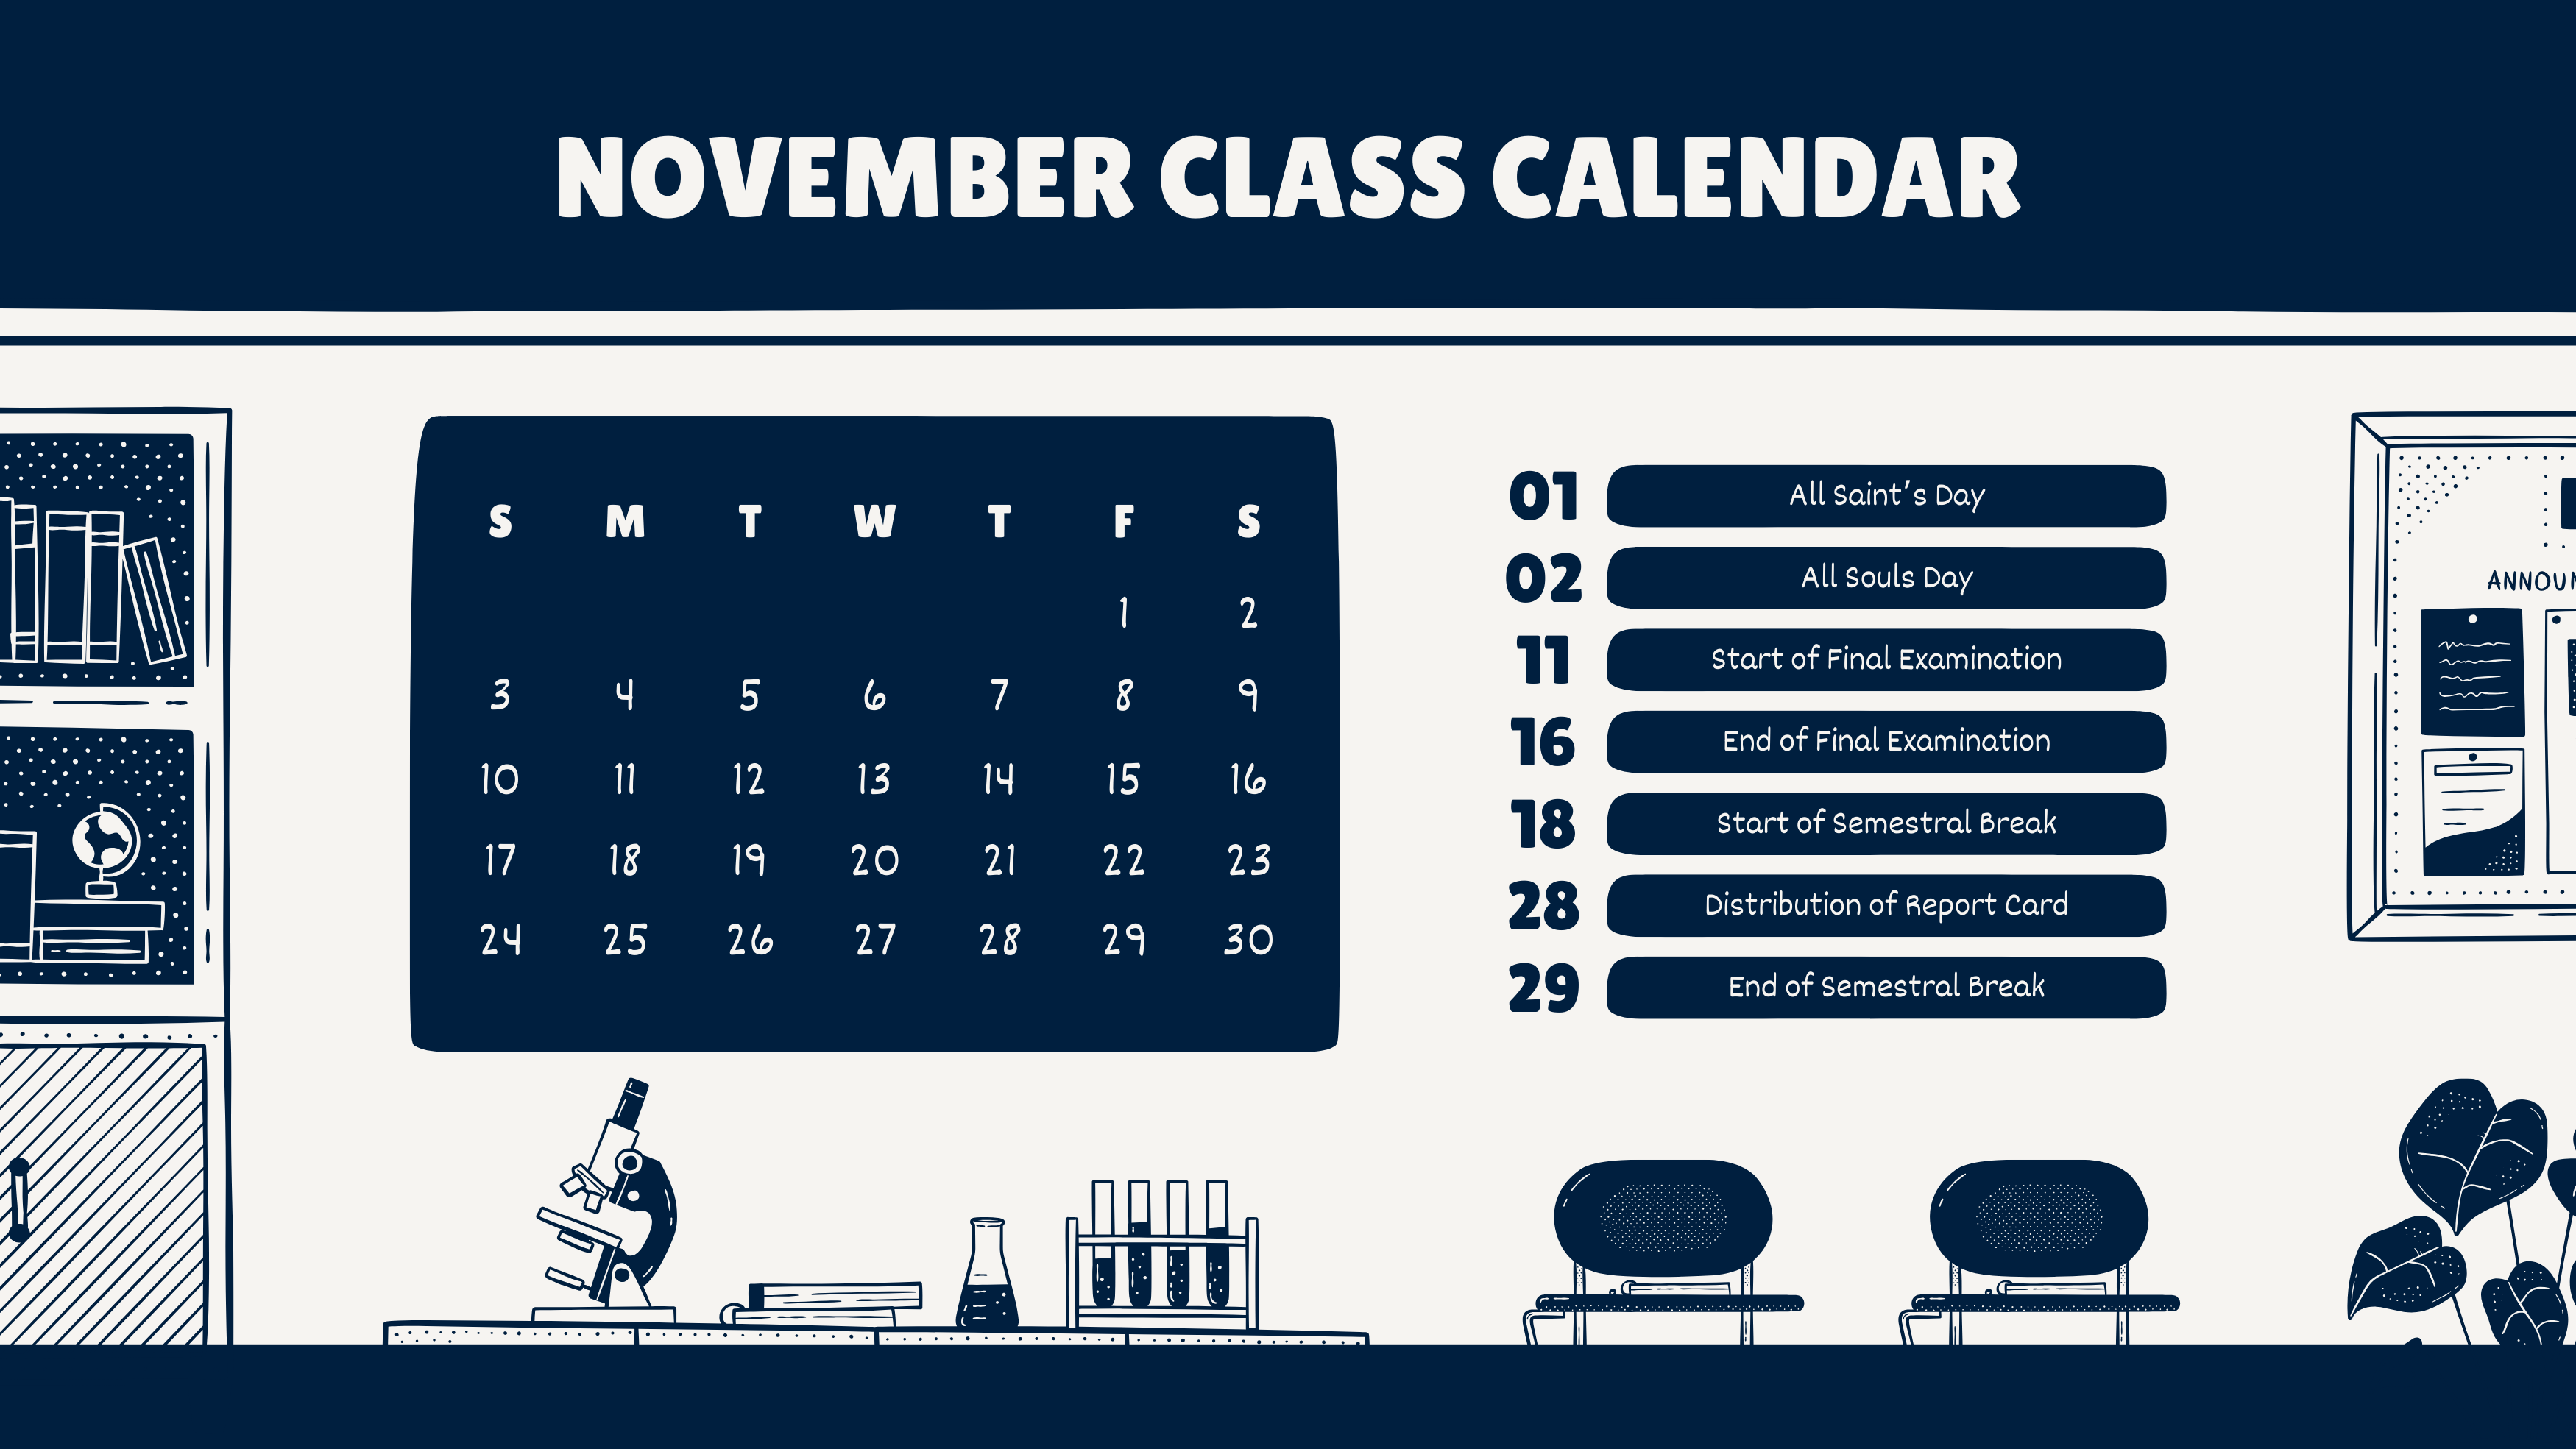 NOVEMBER CLASS CALENDAR
S M T W T F S
1 2
3 4 5 6 7 8 9
10 11 12 13 14 15 16
17 18 19 20 21 22 23
24 25 26 27 28 29 30
01 All Saint's Day
02 All Souls Day
11 Start of Final Examination
16 End of Final Examination
18 Start of Semestral Break
28 Distribution of Report Card
29 End of Semestral Break